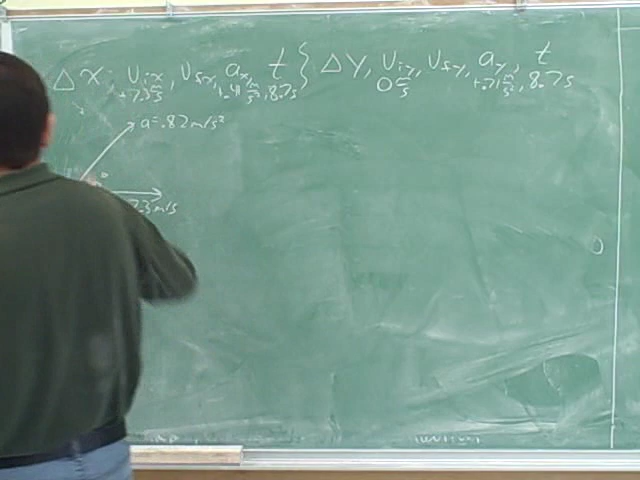 Δx, Vix, Vfx, ax, t } Δy, Viy, Vfy, ay, t
+7.3 m/s +.41 m/s², 8.7s 0 m/s +.71 m/s², 8.7s
a=.82 m/s²
7.3 m/s